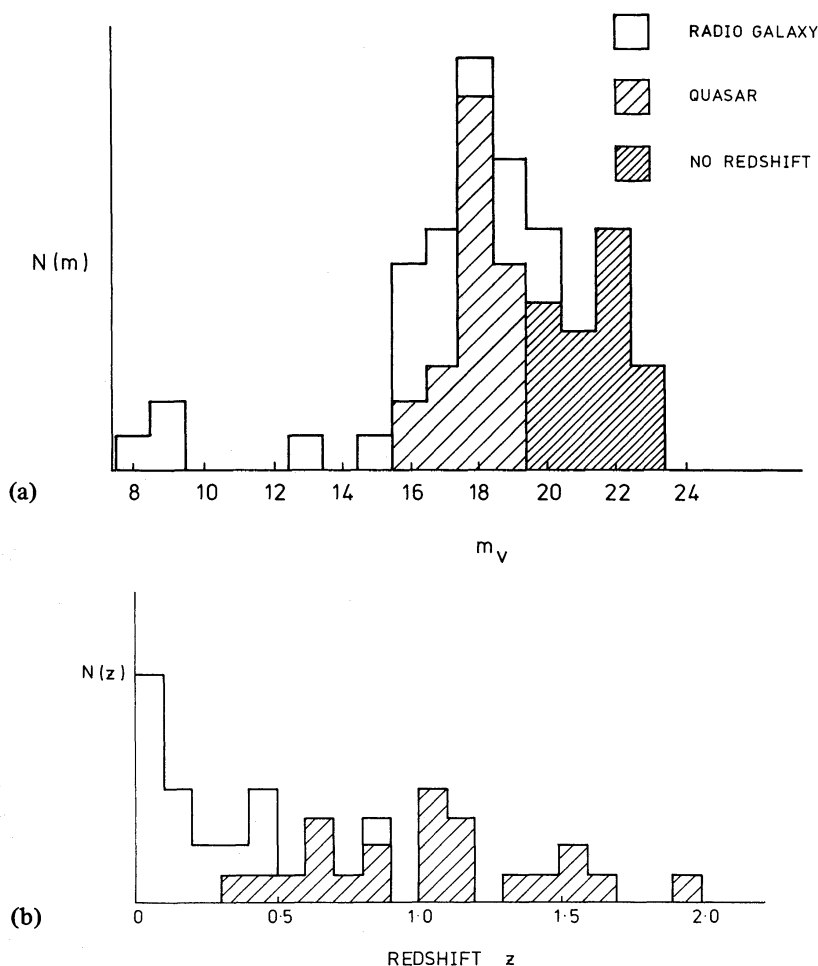 RADIO GALAXY
QUASAR
NO REDSHIFT
N(m)
8 10 12 14 16 18 20 22 24
(a)
m_V
N(z)
0 0·5 1·0 1·5 2·0
(b)
REDSHIFT z